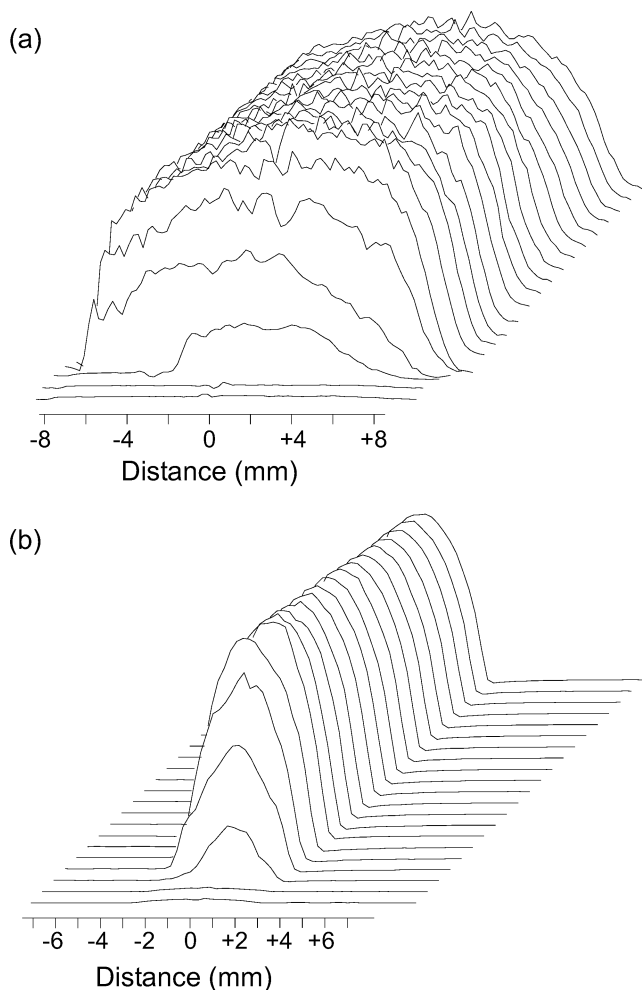 (a)
-8 -4 0 +4 +8
Distance (mm)
(b)
-6 -4 -2 0 +2 +4 +6
Distance (mm)